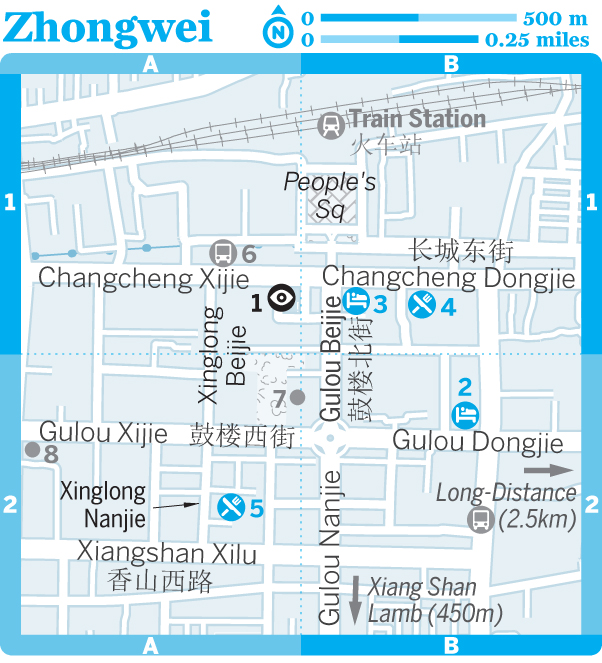 Zhongwei
N
0
500 m
0
0.25 miles
A
B
Train Station
火车站
1
1
People's
Sq
长城东街
6
Changcheng Xijie
Changcheng Dongjie
1
3
4
Xinglong
Beijie
Gulou Beijie
鼓楼北街
2
7
Gulou Xijie
鼓楼西街
Gulou Dongjie
8
Xinglong
Nanjie
5
Long-Distance
(2.5km)
2
2
Gulou Nanjie
Xiangshan Xilu
香山西路
Xiang Shan
Lamb (450m)
A
B